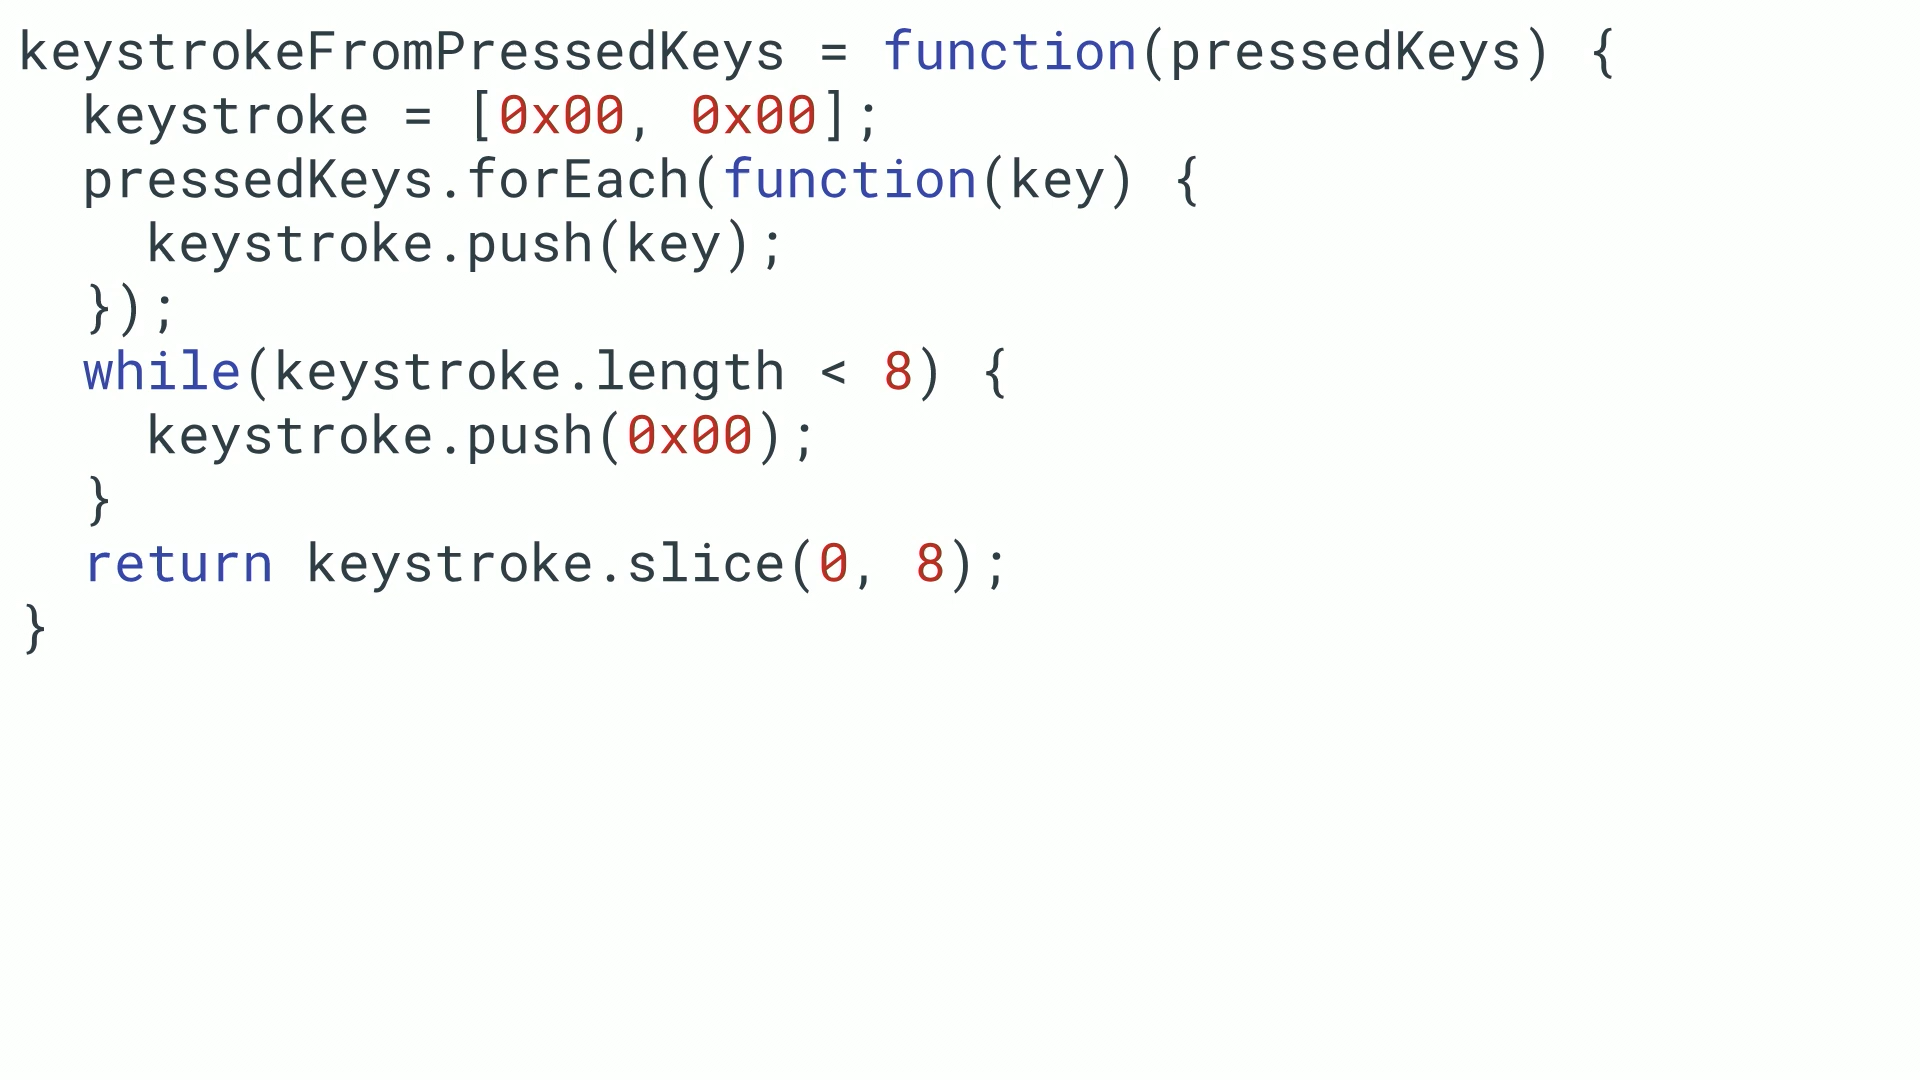 keystrokeFromPressedKeys = function(pressedKeys) {
  keystroke = [0x00, 0x00];
  pressedKeys.forEach(function(key) {
    keystroke.push(key);
  });
  while(keystroke.length < 8) {
    keystroke.push(0x00);
  }
  return keystroke.slice(0, 8);
}